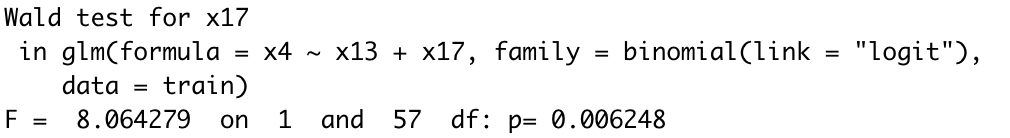 Wald test for x17
 in glm(formula = x4 ~ x13 + x17, family = binomial(link = "logit"),
    data = train)
F =  8.064279  on  1  and  57  df: p= 0.006248